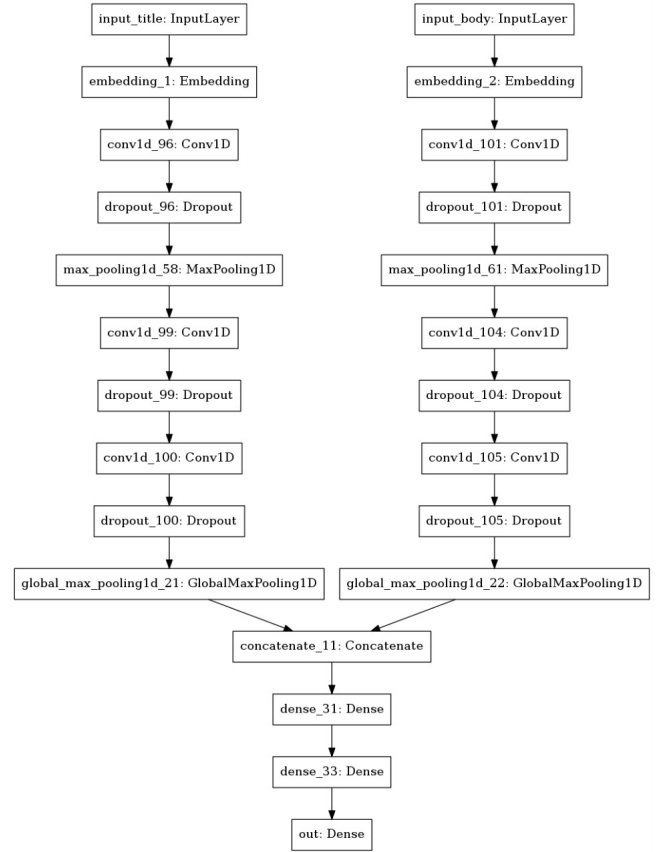 input_title: InputLayer
embedding_1: Embedding
conv1d_96: Conv1D
dropout_96: Dropout
max_pooling1d_58: MaxPooling1D
conv1d_99: Conv1D
dropout_99: Dropout
conv1d_100: Conv1D
dropout_100: Dropout
global_max_pooling1d_21: GlobalMaxPooling1D
input_body: InputLayer
embedding_2: Embedding
conv1d_101: Conv1D
dropout_101: Dropout
max_pooling1d_61: MaxPooling1D
conv1d_104: Conv1D
dropout_104: Dropout
conv1d_105: Conv1D
dropout_105: Dropout
global_max_pooling1d_22: GlobalMaxPooling1D
concatenate_11: Concatenate
dense_31: Dense
dense_33: Dense
out: Dense